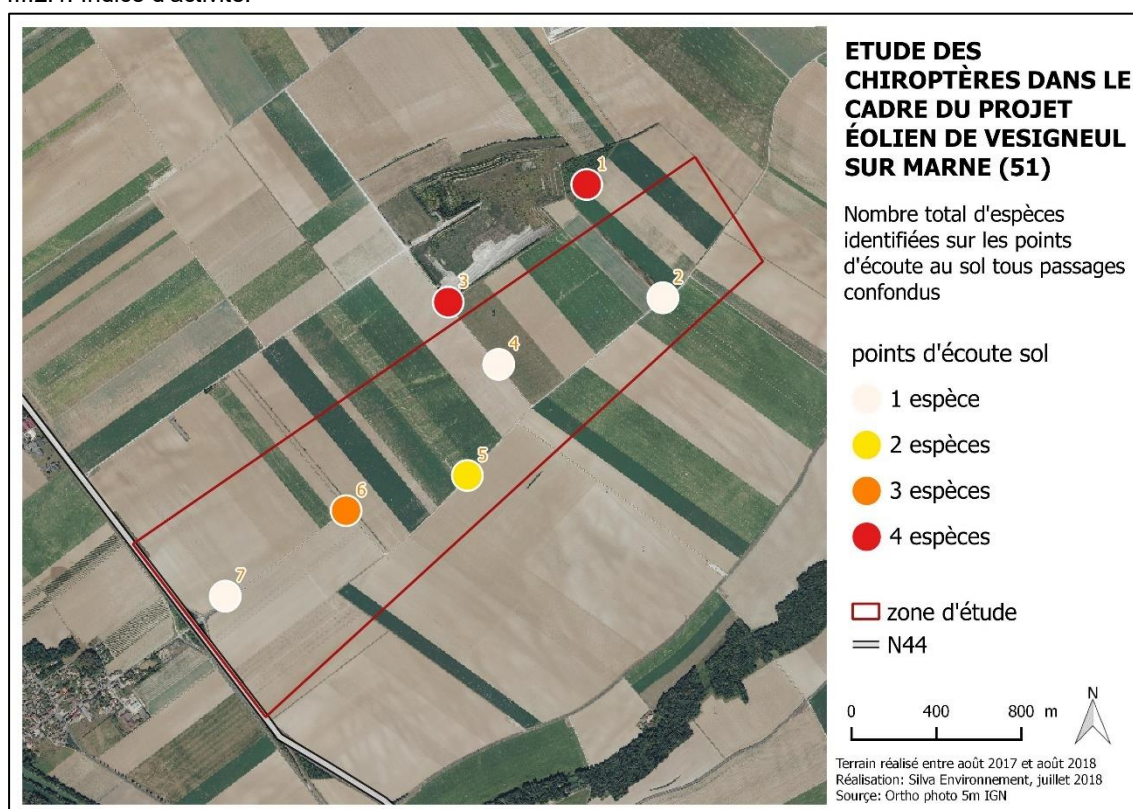 ETUDE DES
CHIROPTÈRES DANS LE
CADRE DU PROJET
ÉOLIEN DE VESIGNEUL
SUR MARNE (51)
Nombre total d'espèces
identifiées sur les points
d'écoute au sol tous passages
confondus
points d'écoute sol
1 espèce
2 espèces
3 espèces
4 espèces
zone d'étude
N44
0 400 800 m
N
Terrain réalisé entre août 2017 et août 2018
Réalisation: Silva Environnement, juillet 2018
Source: Ortho photo 5m IGN
1
2
3
4
5
6
7